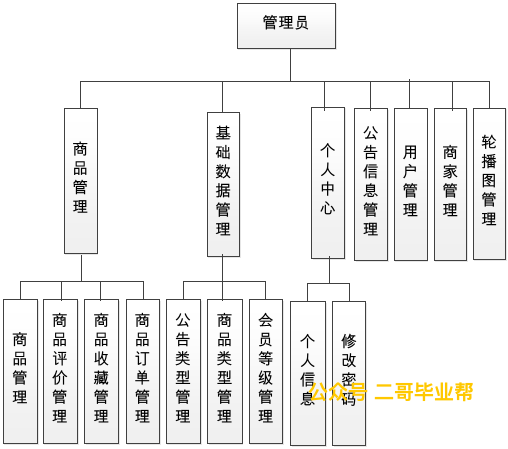 管理员
商品管理
基础数据管理
个人中心
公告信息管理
用户管理
商家管理
轮播图管理
商品管理
商品评价管理
商品收藏管理
商品订单管理
公告类型管理
商品类型管理
会员等级管理
个人信息
修改密码
公众号 二哥毕业帮